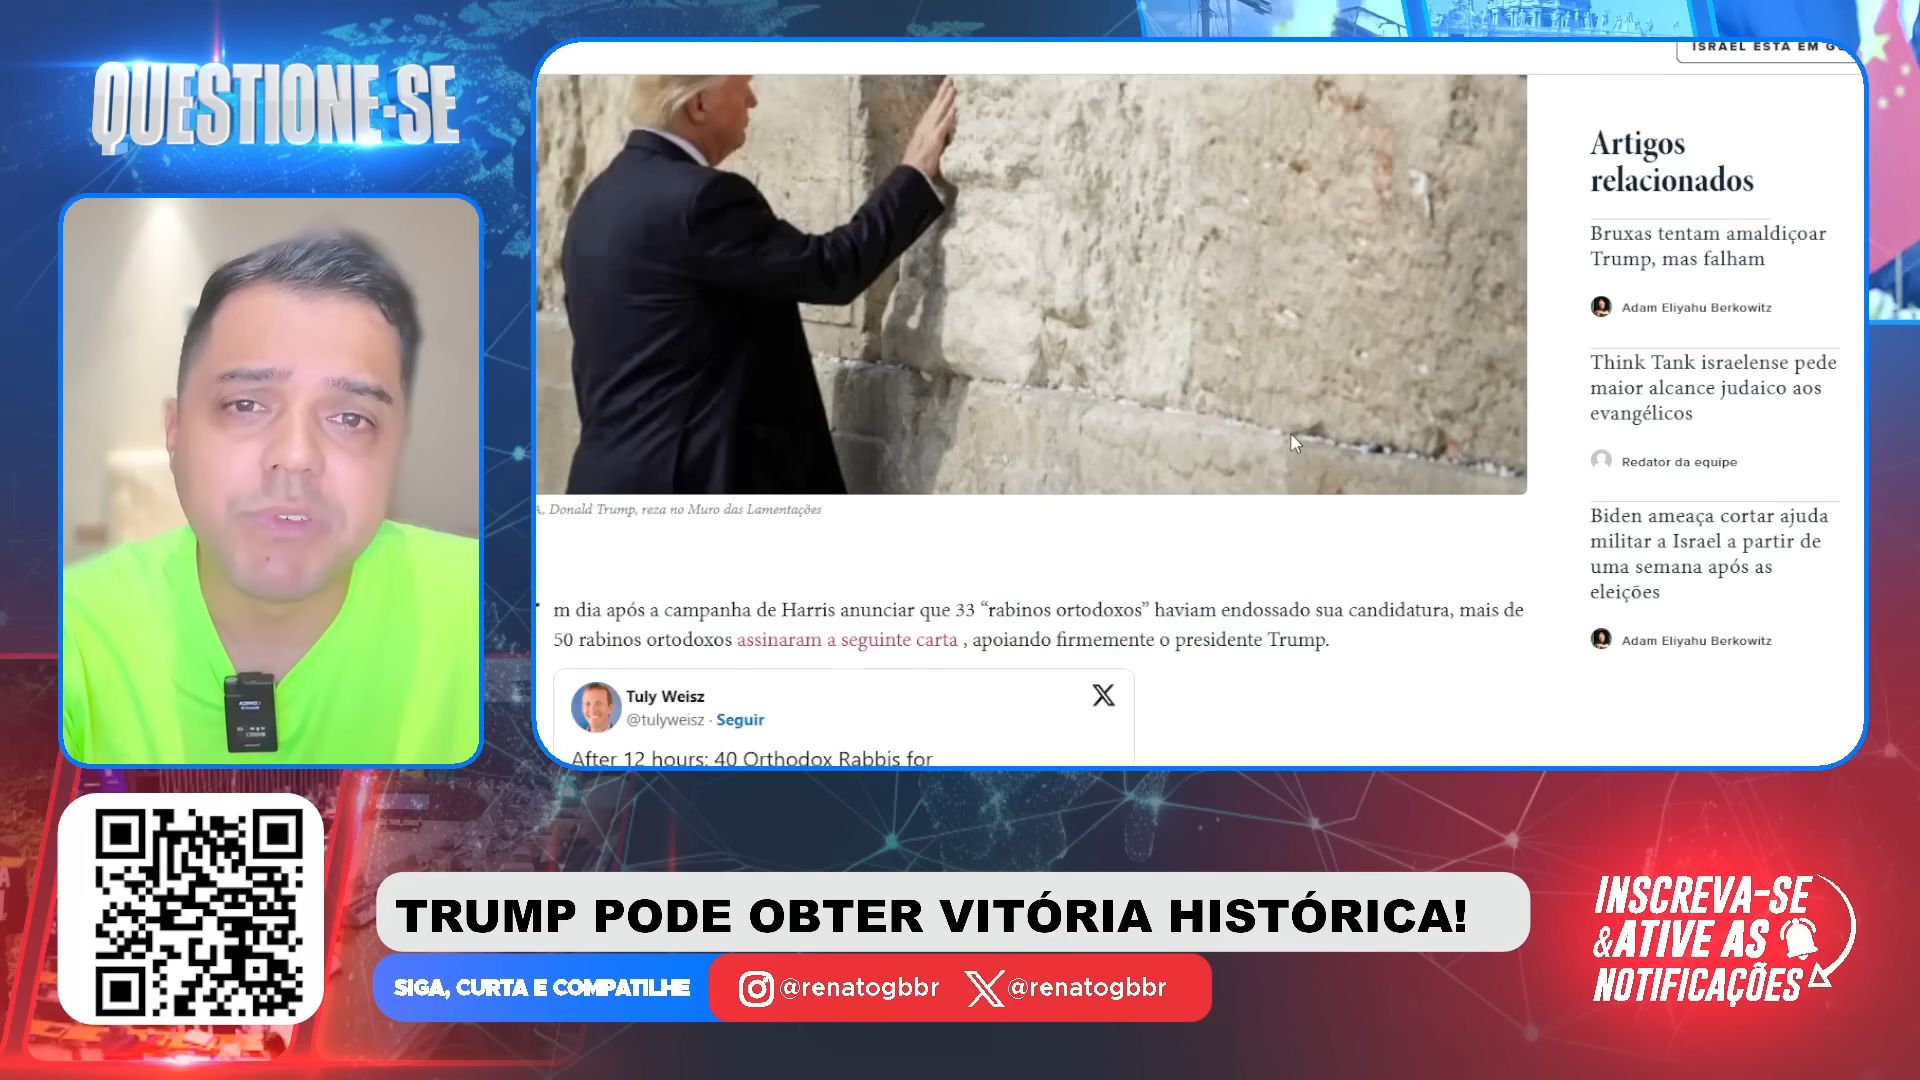 QUESTIONE-SE
ISRAEL ESTÁ EM GU
A, Donald Trump, reza no Muro das Lamentações
m dia após a campanha de Harris anunciar que 33 “rabinos ortodoxos” haviam endossado sua candidatura, mais de
50 rabinos ortodoxos assinaram a seguinte carta , apoiando firmemente o presidente Trump.
Tuly Weisz
@tulyweisz · Seguir
After 12 hours: 40 Orthodox Rabbis for
Artigos
relacionados
Bruxas tentam amaldiçoar
Trump, mas falham
Adam Eliyahu Berkowitz
Think Tank israelense pede
maior alcance judaico aos
evangélicos
Redator da equipe
Biden ameaça cortar ajuda
militar a Israel a partir de
uma semana após as
eleições
Adam Eliyahu Berkowitz
TRUMP PODE OBTER VITÓRIA HISTÓRICA!
SIGA, CURTA E COMPATILHE
@renatogbbr
@renatogbbr
INSCREVA-SE
&ATIVE AS
NOTIFICAÇÕES